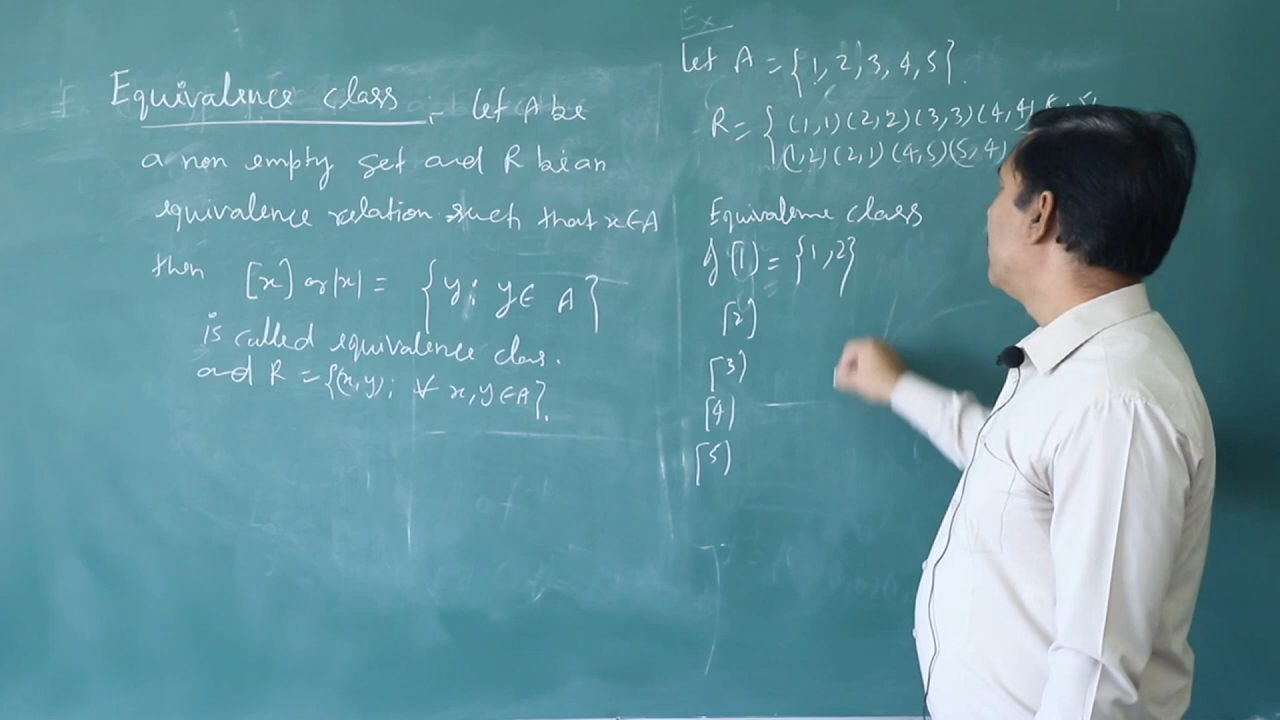 Equivalence class :- Let A be
a non empty set and R be an
equivalence relation such that x∈A
then [x] or |x| = { y ; y ∈ A }
is called equivalence clas.
and R = {(x,y) ; ∀ x,y ∈ A}.
Ex
Let A = {1, 2, 3, 4, 5}.
R = { (1,1) (2,2) (3,3) (4,4)
(1,2) (2,1) (4,5) (5,4)
Equivalence class
of [1] = {1,2}
[2]
[3]
[4]
[5]